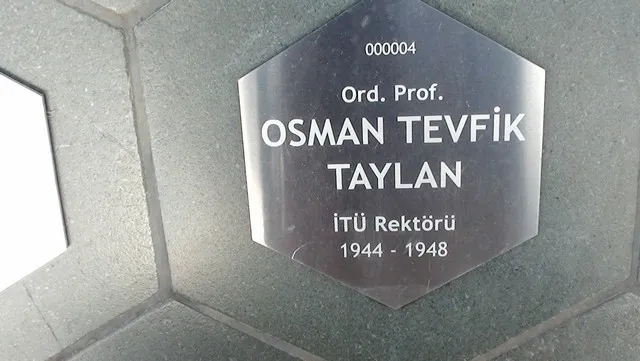 000004
Ord. Prof.
OSMAN TEVFİK
TAYLAN
İTÜ Rektörü
1944 - 1948